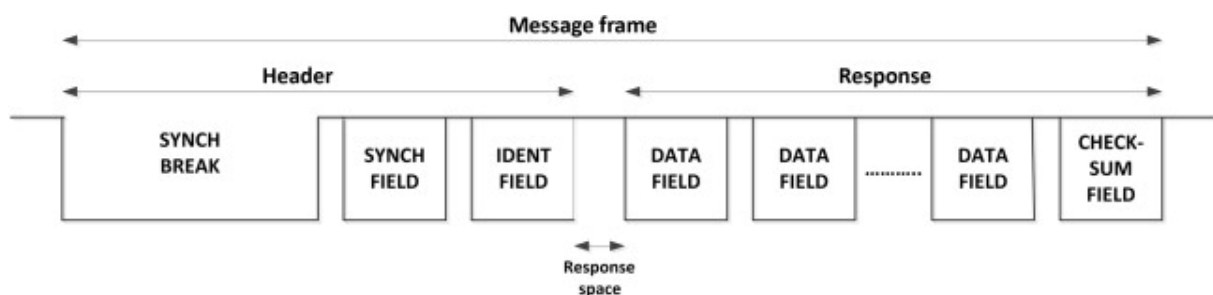 Message frame
Header
Response
SYNCH
BREAK
SYNCH
FIELD
IDENT
FIELD
DATA
FIELD
DATA
FIELD
...........
DATA
FIELD
CHECK-
SUM
FIELD
Response
space